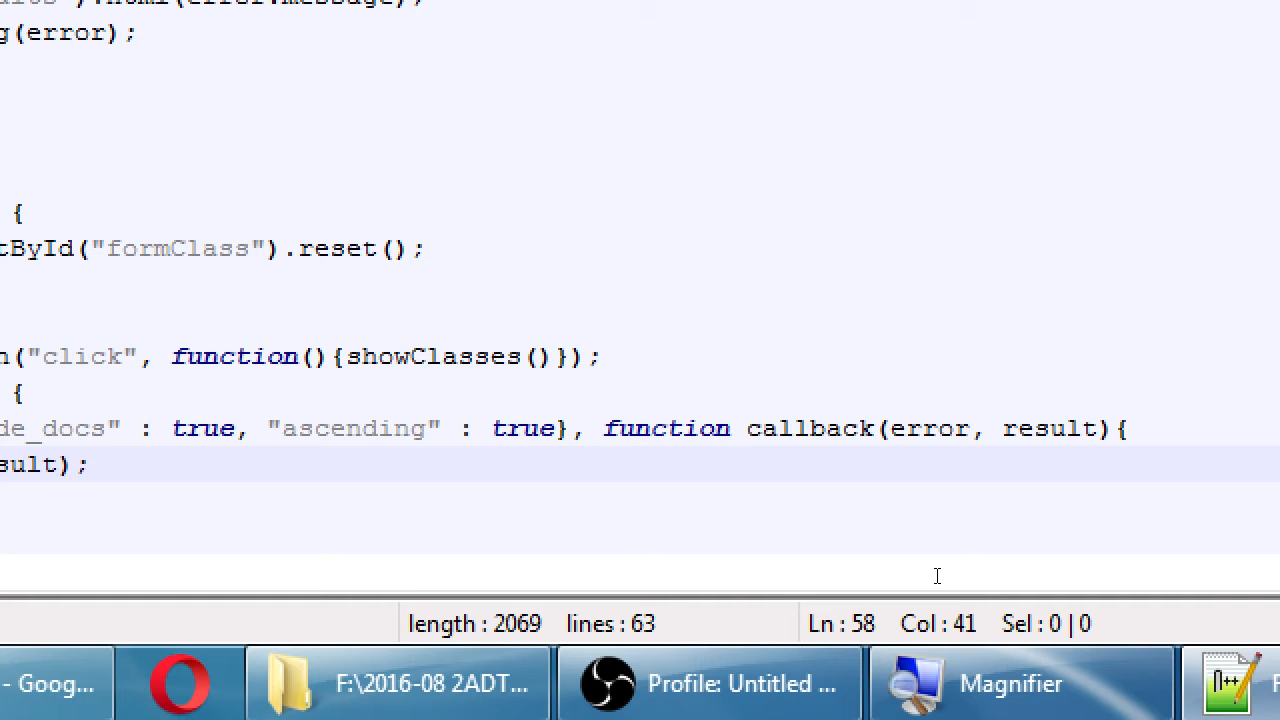 g(error);
{
tById("formClass").reset();
n("click", function(){showClasses()});
{
de_docs" : true, "ascending" : true}, function callback(error, result){
sult);
length : 2069 lines : 63 Ln : 58 Col : 41 Sel : 0 | 0
- Goog... F:\2016-08 2ADT... Profile: Untitled ... Magnifier